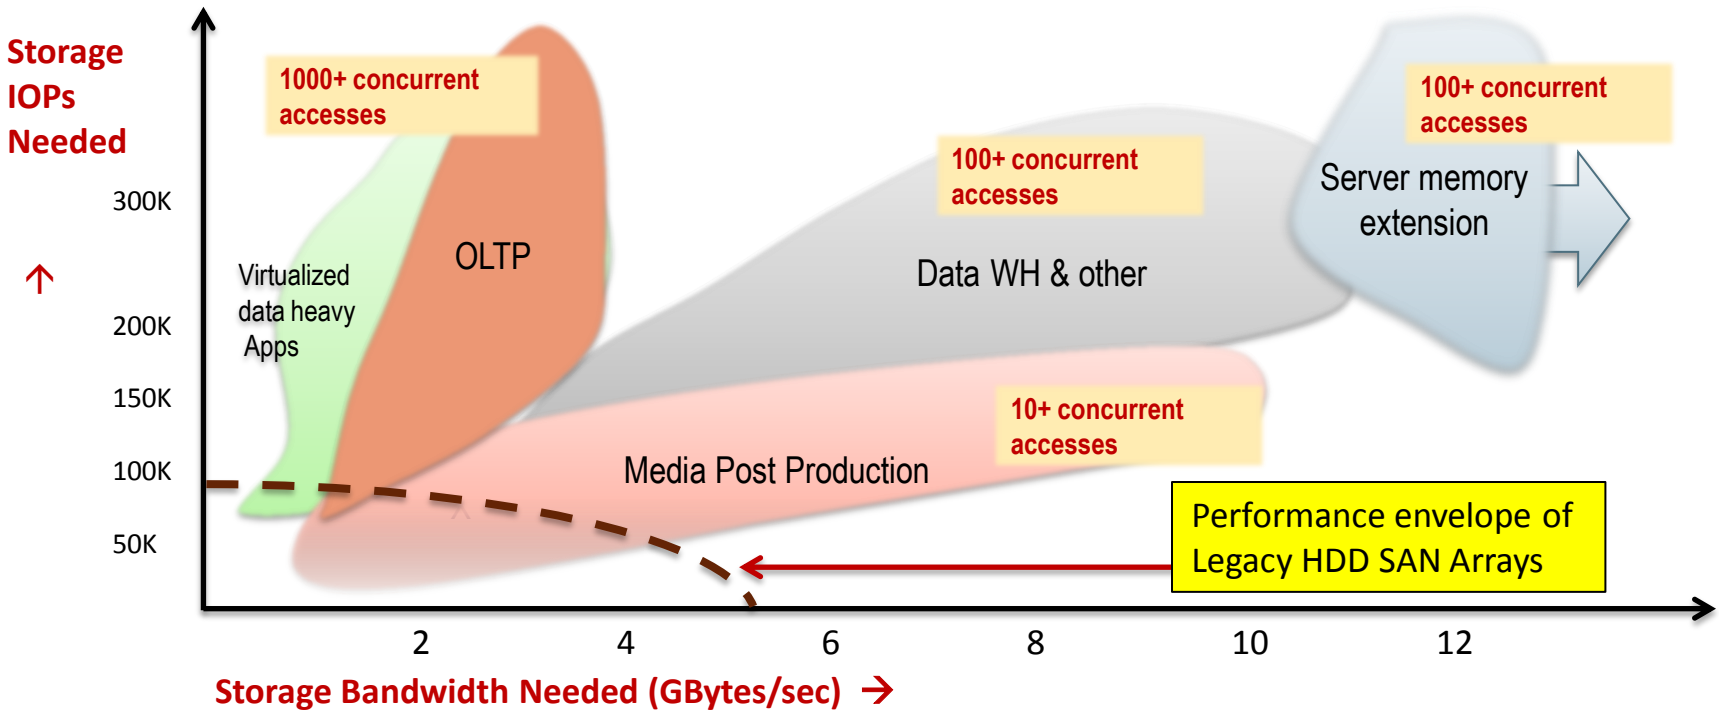 Storage
IOPs
Needed
↑
300K
200K
150K
100K
50K
1000+ concurrent
accesses
Virtualized
data heavy
Apps
OLTP
100+ concurrent
accesses
Data WH & other
100+ concurrent
accesses
Server memory
extension
10+ concurrent
accesses
Media Post Production
Performance envelope of
Legacy HDD SAN Arrays
2 4 6 8 10 12
Storage Bandwidth Needed (GBytes/sec) →